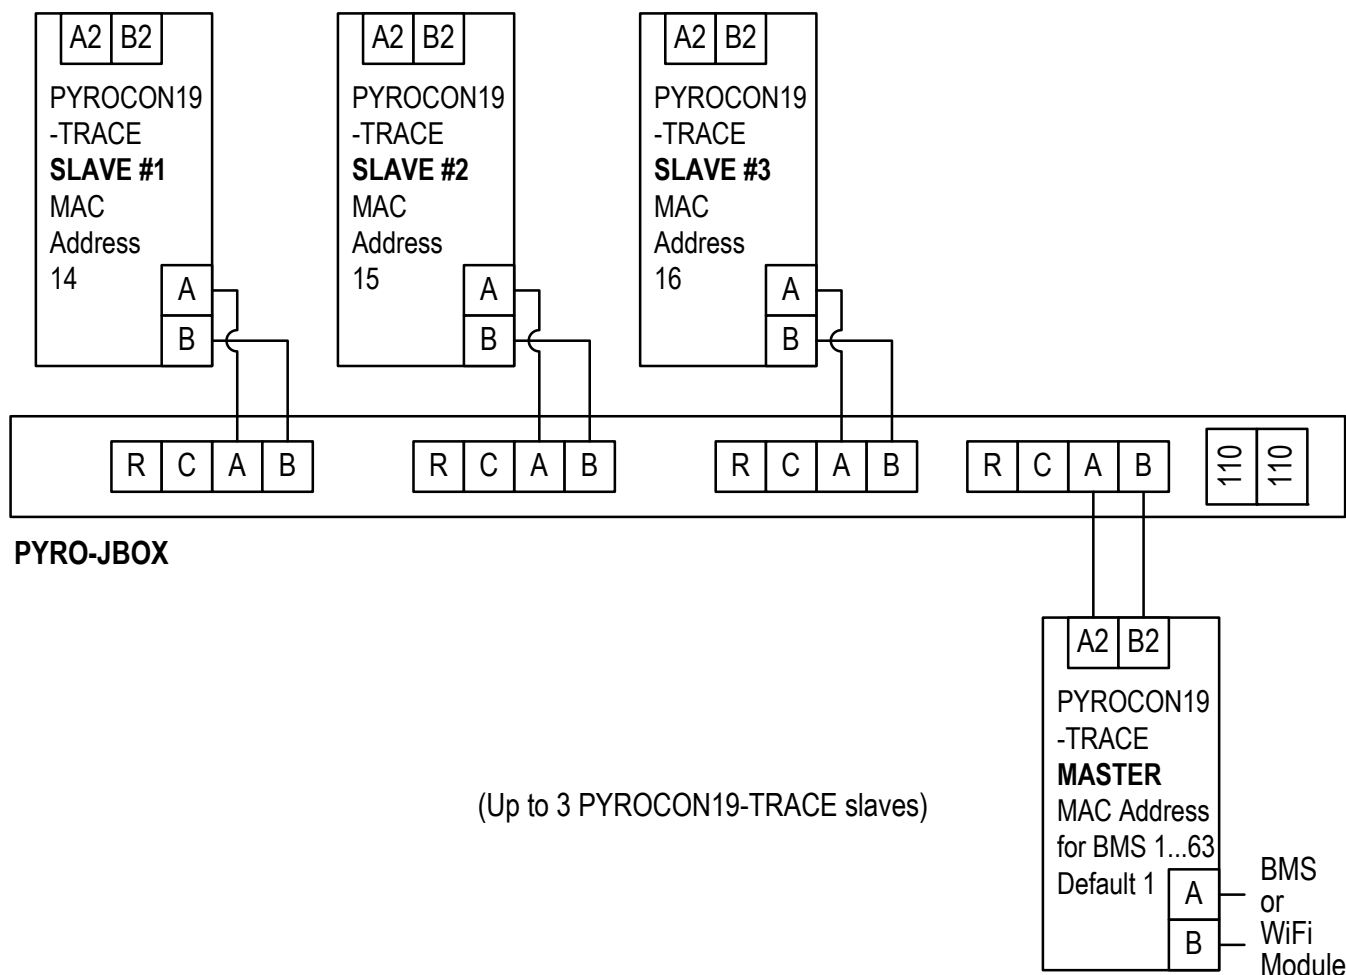 A2 B2
PYROCON19
-TRACE
SLAVE #1
MAC
Address
14
A
B
A2 B2
PYROCON19
-TRACE
SLAVE #2
MAC
Address
15
A
B
A2 B2
PYROCON19
-TRACE
SLAVE #3
MAC
Address
16
A
B
R C A B
R C A B
R C A B
R C A B
110
110
PYRO-JBOX
(Up to 3 PYROCON19-TRACE slaves)
A2 B2
PYROCON19
-TRACE
MASTER
MAC Address
for BMS 1...63
Default 1
A
B
BMS
or
WiFi
Module